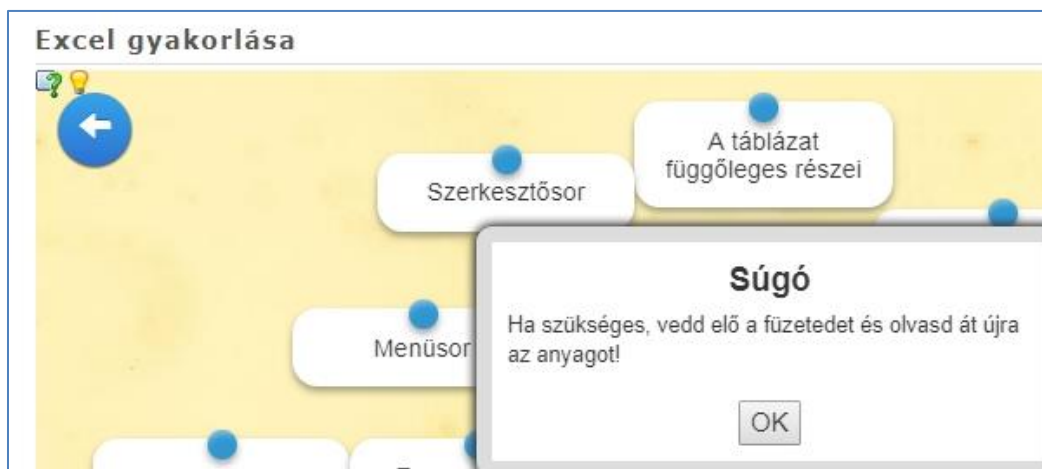 Excel gyakorlása
A táblázat
függőleges részei
Szerkesztősor
Súgó
Ha szükséges, vedd elő a füzetedet és olvasd át újra
az anyagot!
Menüsor
OK